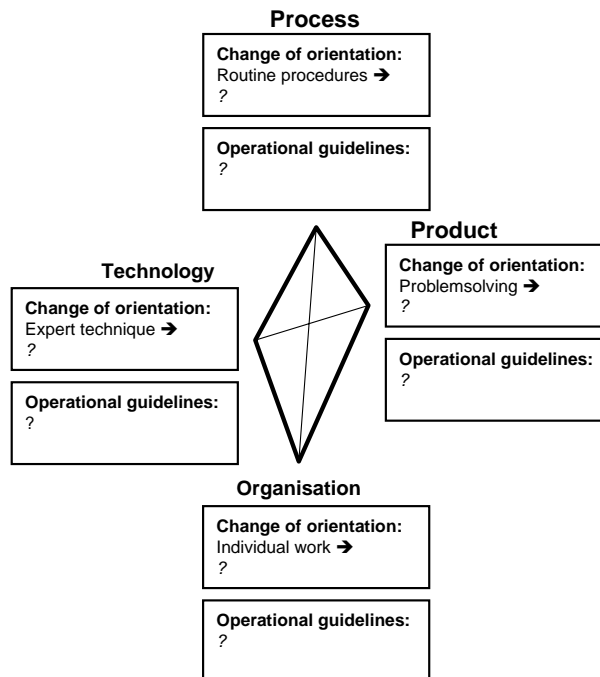 Process
Change of orientation:
Routine procedures ➔
?
Operational guidelines:
?
Product
Change of orientation:
Problemsolving ➔
?
Operational guidelines:
?
Technology
Change of orientation:
Expert technique ➔
?
Operational guidelines:
?
Organisation
Change of orientation:
Individual work ➔
?
Operational guidelines:
?